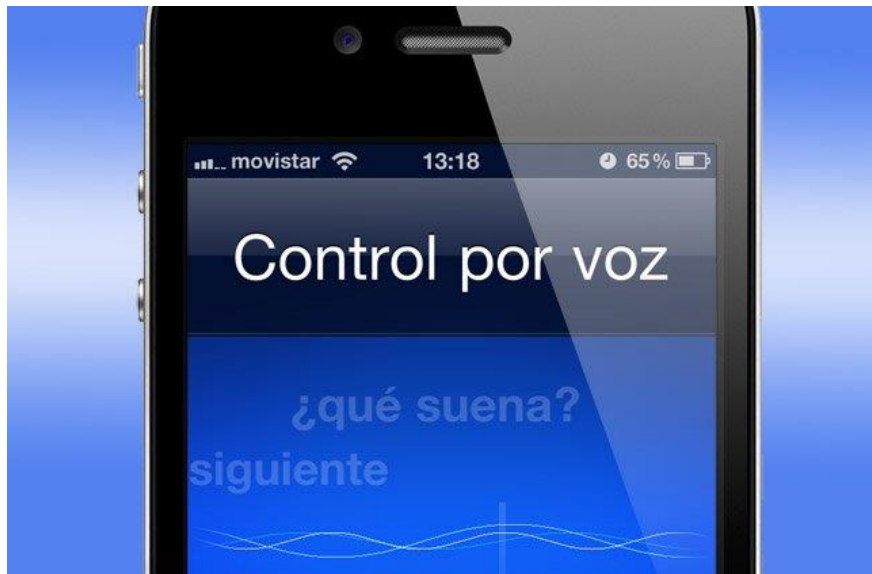 movistar 13:18 65%
Control por voz
¿qué suena?
siguiente